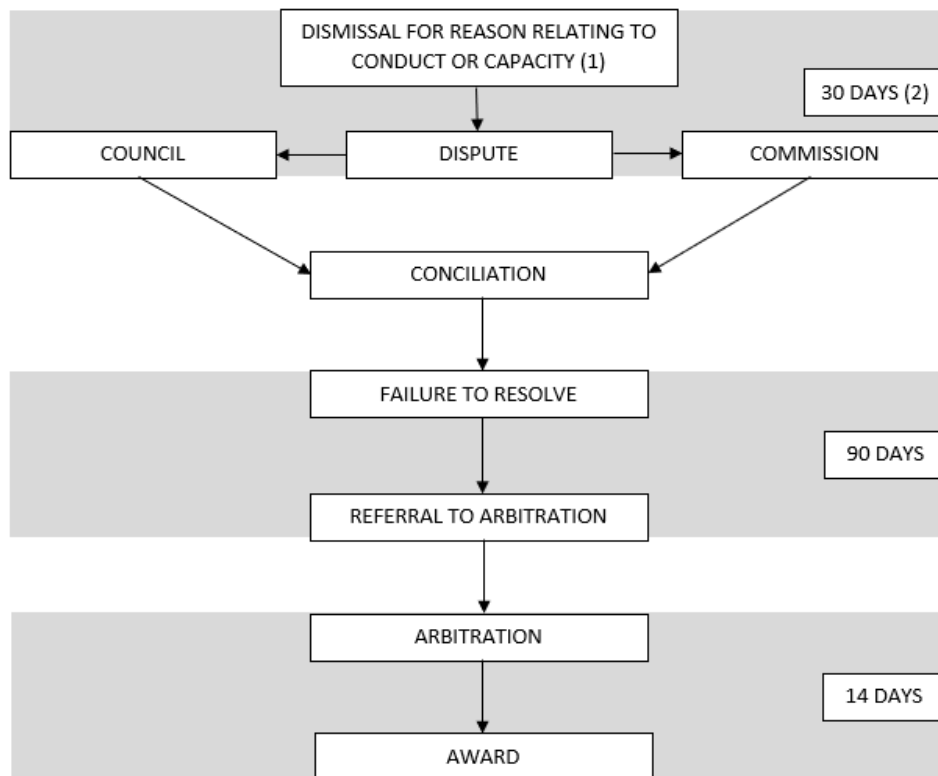 DISMISSAL FOR REASON RELATING TO
CONDUCT OR CAPACITY (1)
30 DAYS (2)
COUNCIL
DISPUTE
COMMISSION
CONCILIATION
FAILURE TO RESOLVE
90 DAYS
REFERRAL TO ARBITRATION
ARBITRATION
14 DAYS
AWARD